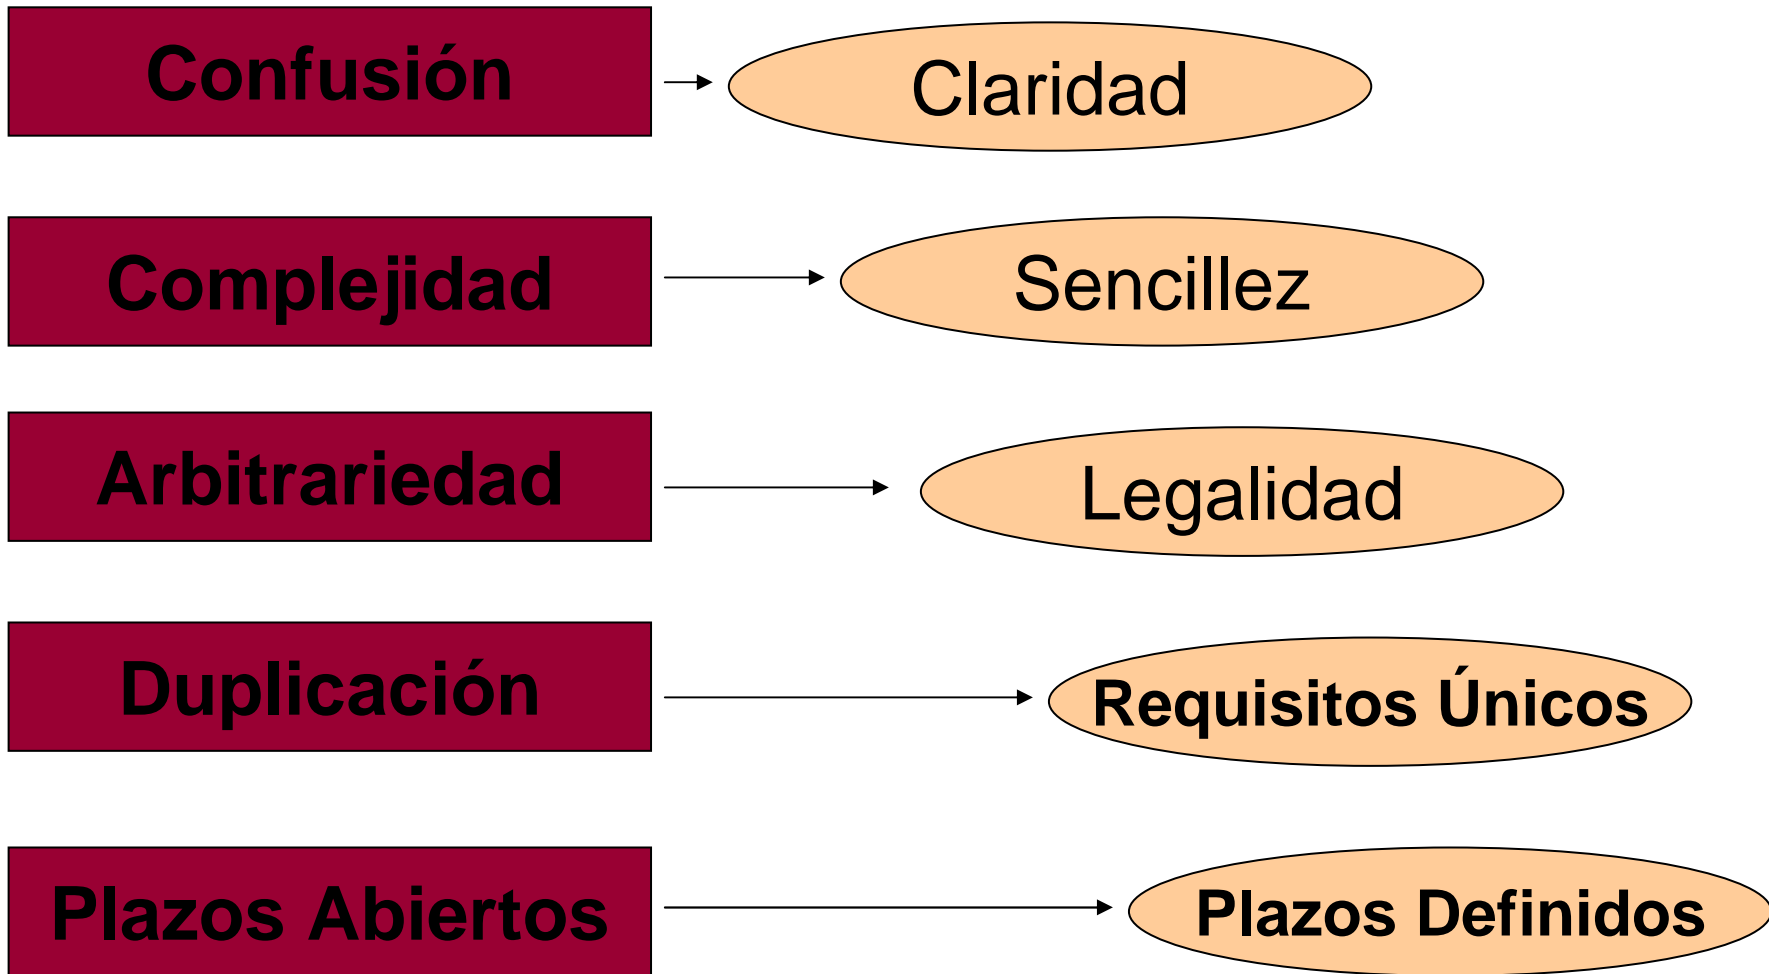 Confusión
Claridad
Complejidad
Sencillez
Arbitrariedad
Legalidad
Duplicación
Requisitos Únicos
Plazos Abiertos
Plazos Definidos